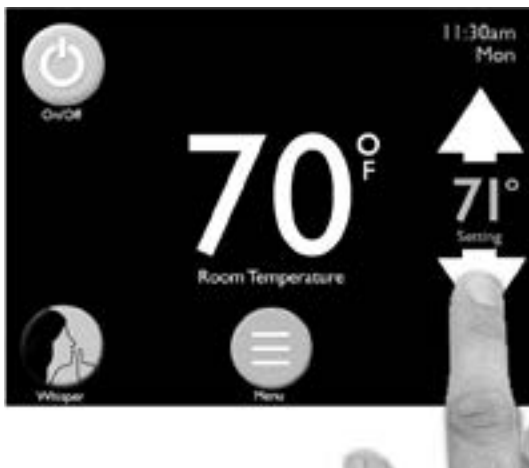 11:30am
Mon
On/Off
70°F
Room Temperature
71°
Setting
Whisper
Menu